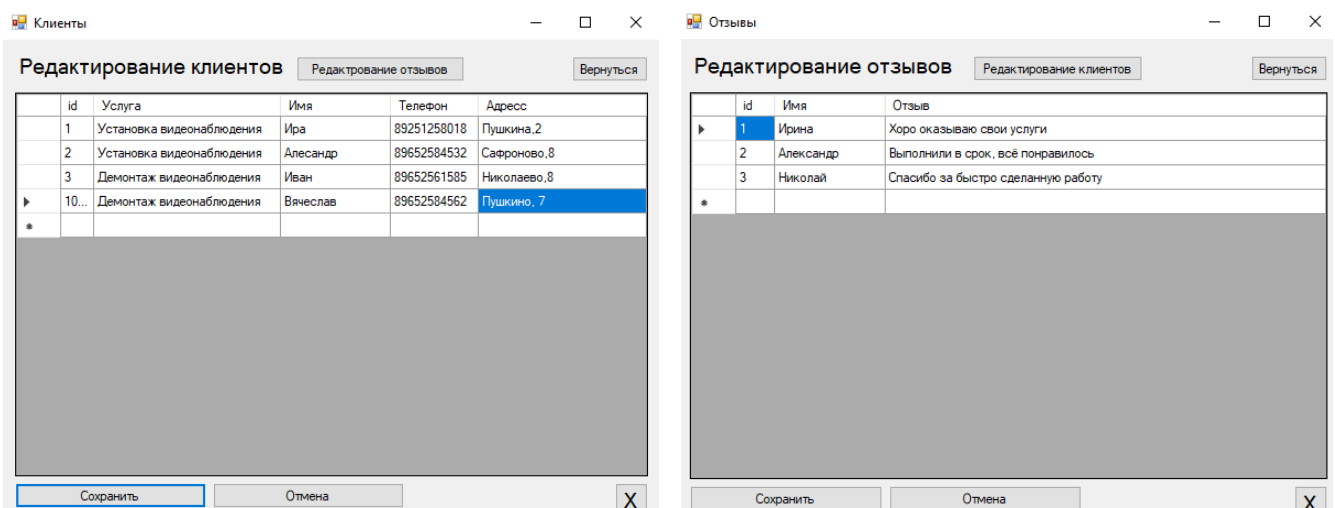 Клиенты
Редактирование клиентов Редактрование отзывов Вернуться
id Услуга Имя Телефон Адресс
1 Установка видеонаблюдения Ира 89251258018 Пушкина,2
2 Установка видеонаблюдения Алесандр 89652584532 Сафроново,8
3 Демонтаж видеонаблюдения Иван 89652561585 Николаево,8
10... Демонтаж видеонаблюдения Вячеслав 89652584562 Пушкино, 7
Сохранить Отмена X
Отзывы
Редактирование отзывов Редактирование клиентов Вернуться
id Имя Отзыв
1 Ирина Хоро оказываю свои услуги
2 Александр Выполнили в срок, всё понравилось
3 Николай Спасибо за быстро сделанную работу
Сохранить Отмена X